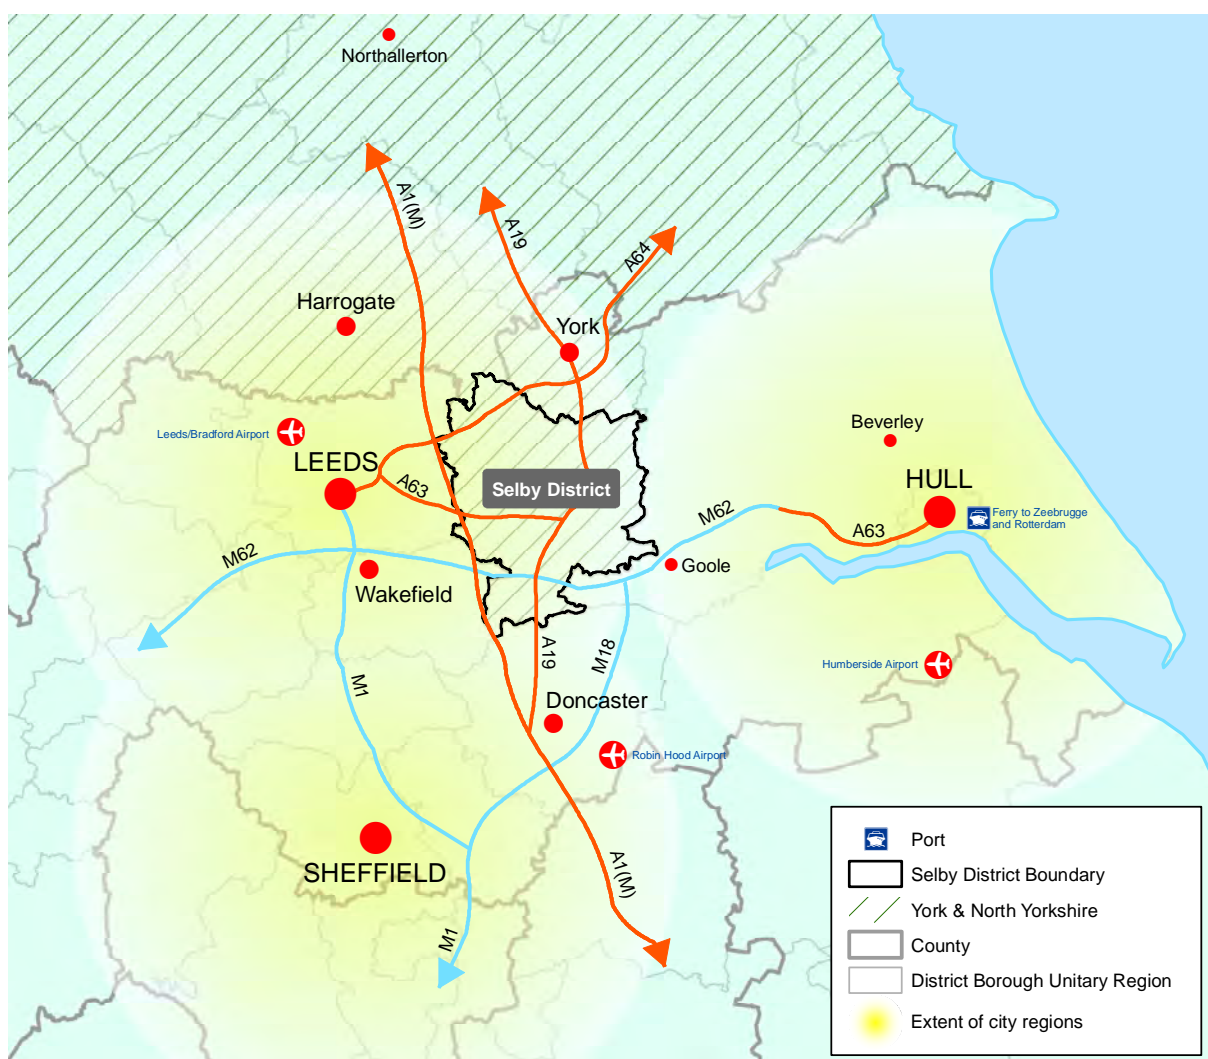 Northallerton
A1(M)
A19
A64
Harrogate
York
Leeds/Bradford Airport
LEEDS
A63
Selby District
Beverley
HULL
Ferry to Zeebrugge
and Rotterdam
M62
A63
M62
Goole
Wakefield
A19
M18
M1
Humberside Airport
Doncaster
Robin Hood Airport
SHEFFIELD
A1(M)
M1
Port
Selby District Boundary
York & North Yorkshire
County
District Borough Unitary Region
Extent of city regions